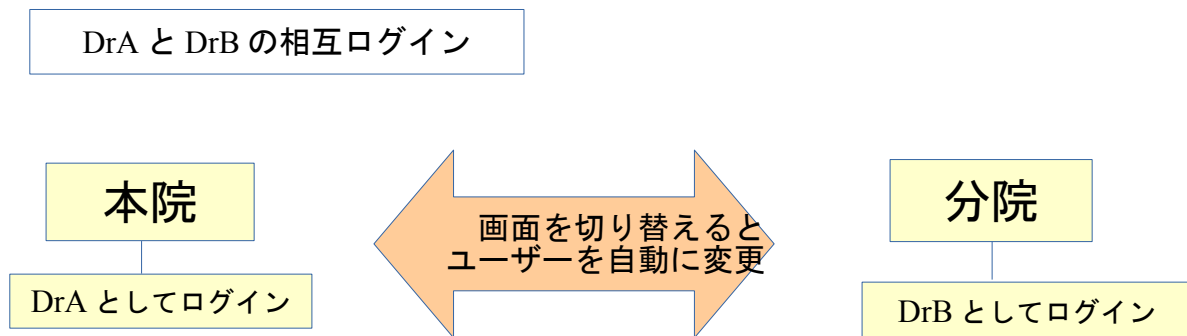 DrA と DrB の相互ログイン
本院
画面を切り替えると
ユーザーを自動に変更
分院
DrA としてログイン
DrB としてログイン